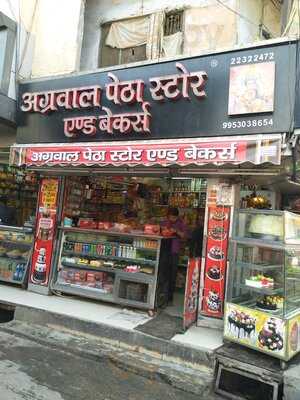 अग्रवाल पेठा स्टोर
एण्ड बेकर्स
22322472
9953038654
अग्रवाल पेठा स्टोर एण्ड बेकर्स